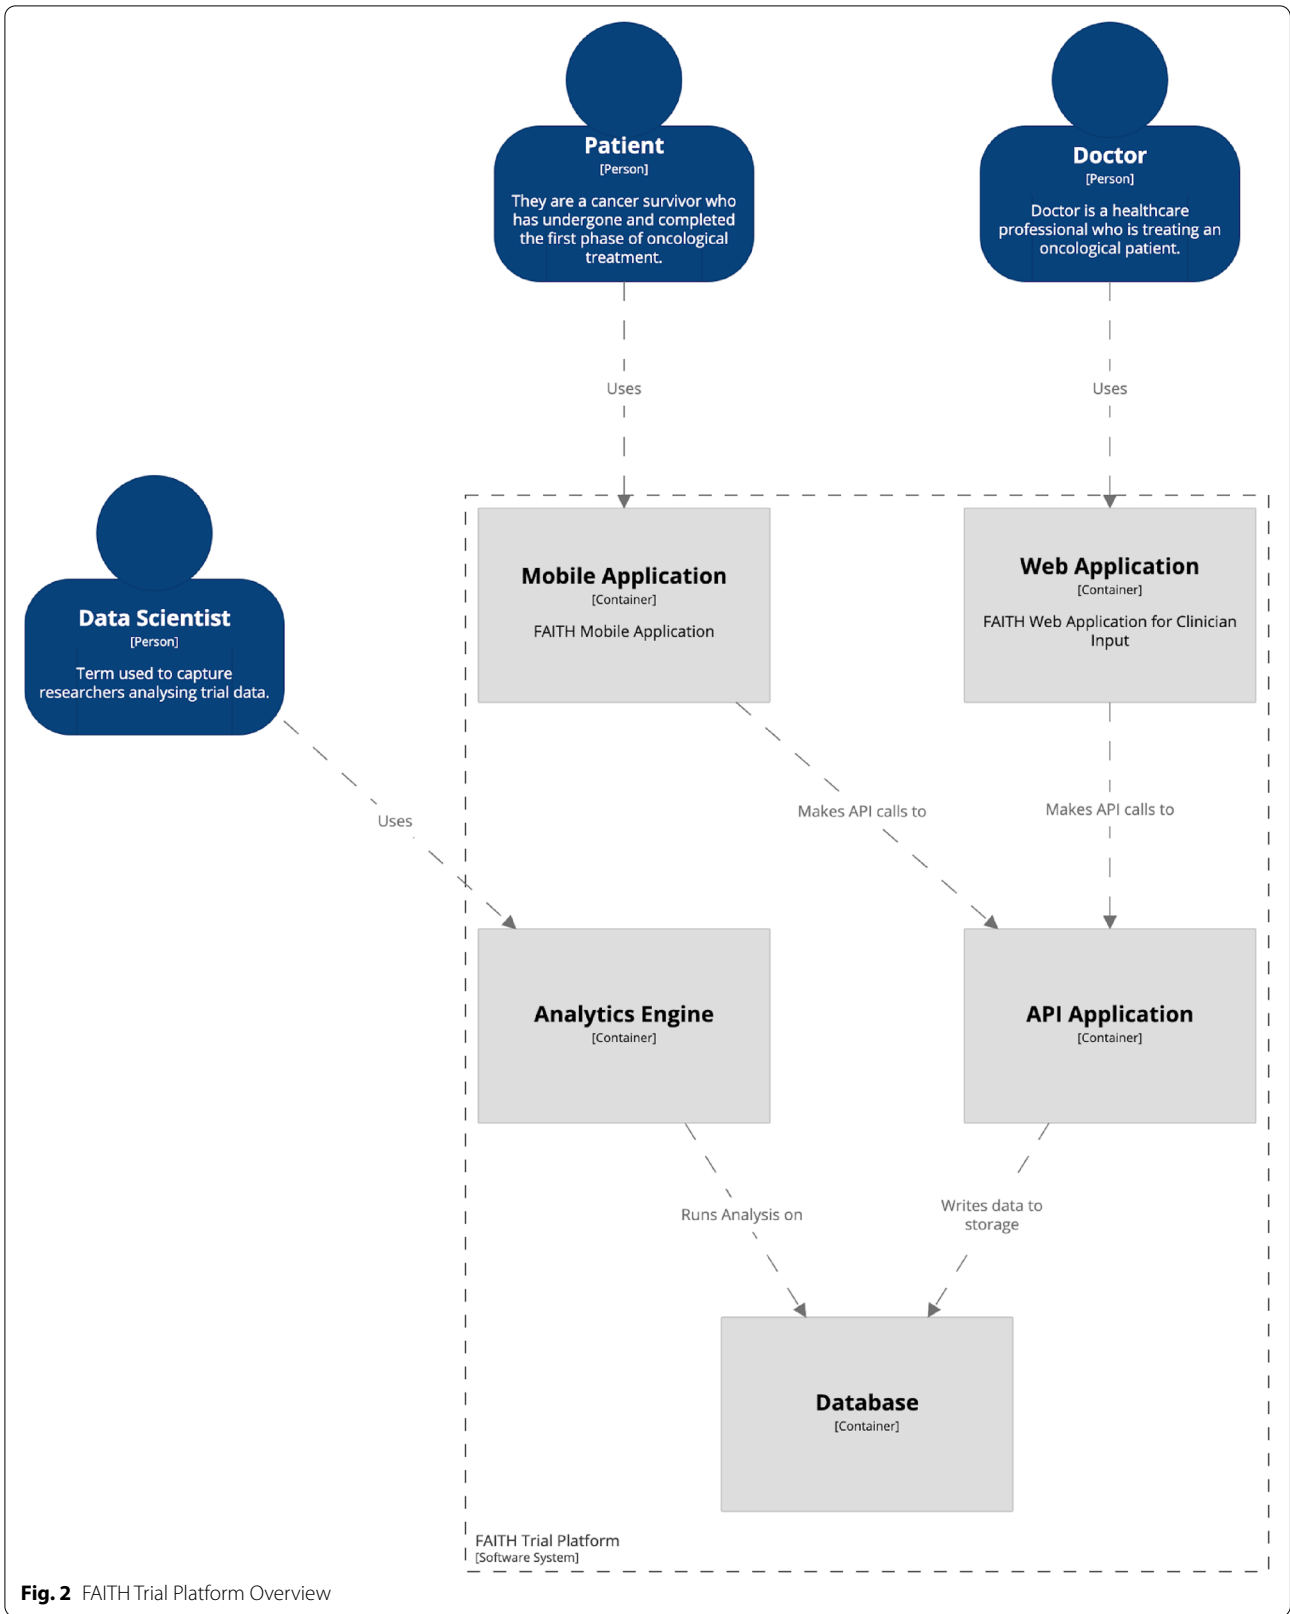 Patient
[Person]
They are a cancer survivor who
has undergone and completed
the first phase of oncological
treatment.
Doctor
[Person]
Doctor is a healthcare
professional who is treating an
oncological patient.
Uses
Uses
Data Scientist
[Person]
Term used to capture
researchers analysing trial data.
Mobile Application
[Container]
FAITH Mobile Application
Web Application
[Container]
FAITH Web Application for Clinician
Input
Uses
Makes API calls to
Makes API calls to
Analytics Engine
[Container]
API Application
[Container]
Runs Analysis on
Writes data to
storage
Database
[Container]
FAITH Trial Platform
[Software System]
Fig. 2 FAITH Trial Platform Overview